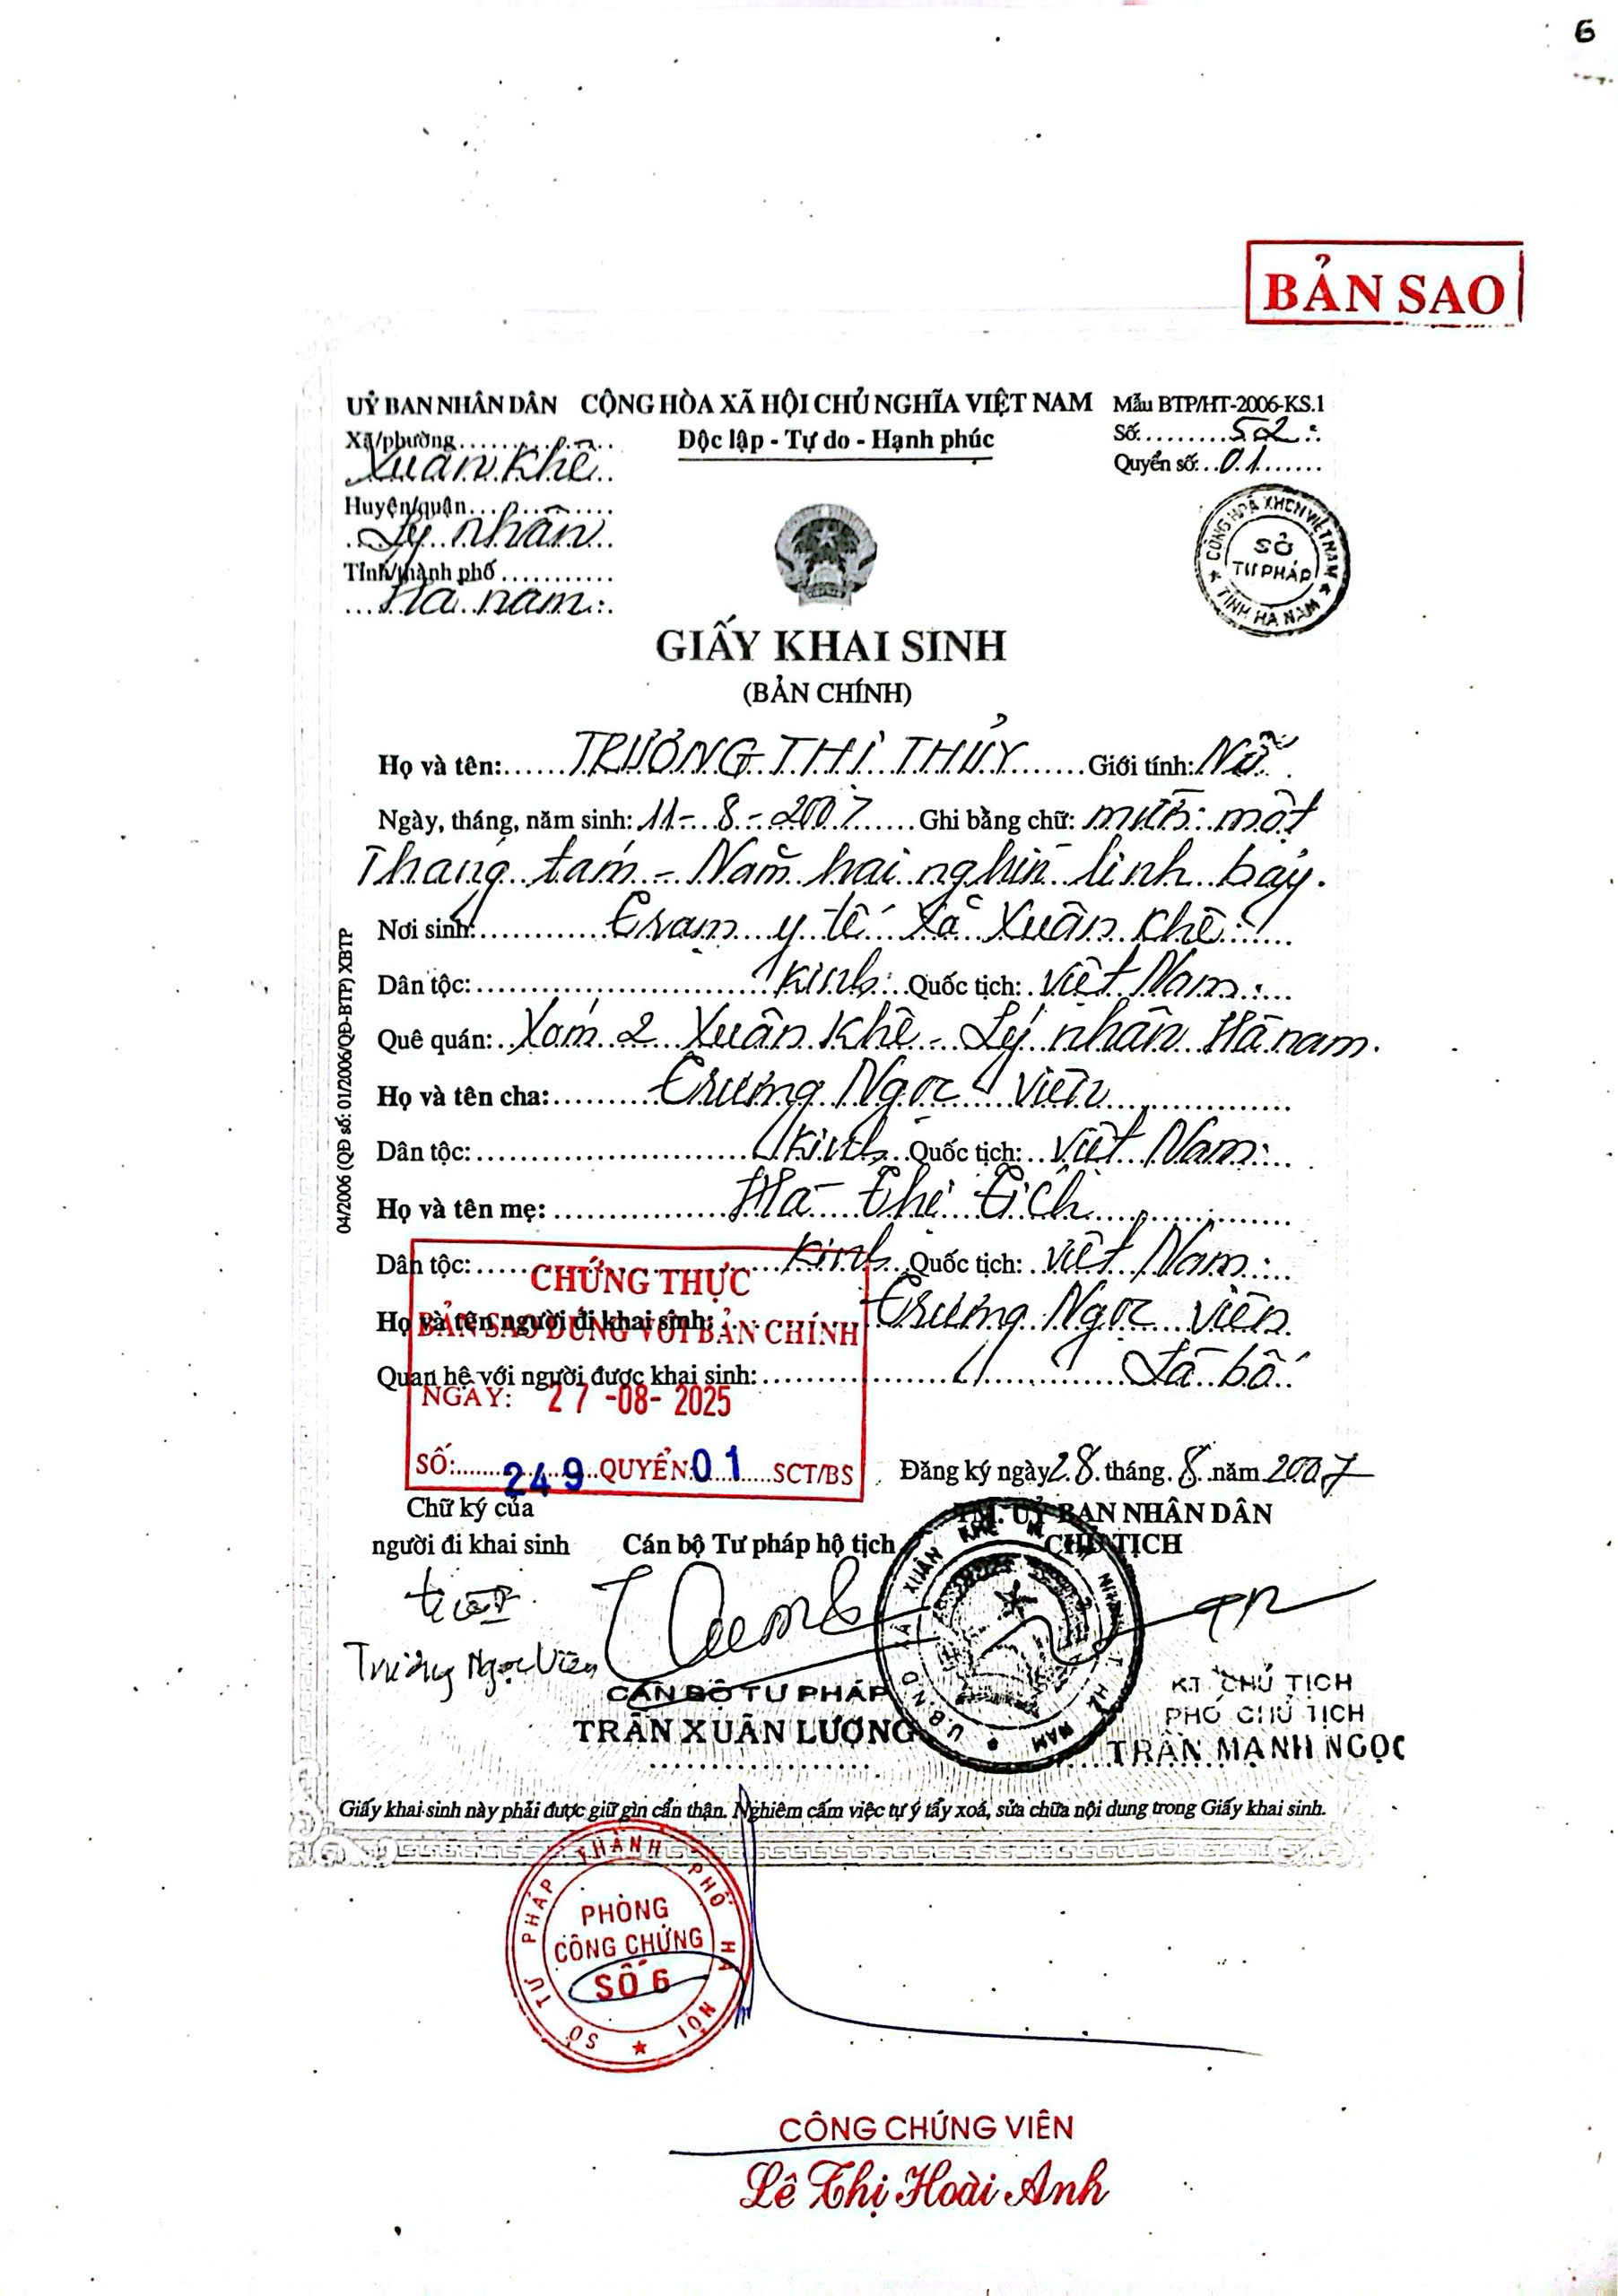 6
BẢN SAO
UỶ BAN NHÂN DÂN CỘNG HÒA XÃ HỘI CHỦ NGHĨA VIỆT NAM Mẫu BTP/HT-2006-KS.1
Xã/phường............... Độc lập - Tự do - Hạnh phúc Số:........52..
Xuân Khê Quyển số:..01.......
Huyện/quận...............
Lý nhân
Tỉnh/thành phố............
Hà nam
CỘNG HOÀ XHCN VIỆT NAM
SỞ
TƯ PHÁP
TỈNH HÀ NAM
GIẤY KHAI SINH
(BẢN CHÍNH)
Họ và tên:......TRƯƠNG THỊ THỦY.......Giới tính: Nữ
Ngày, tháng, năm sinh: 11 - 8 - 2007......Ghi bằng chữ: mười một
Tháng tám - Năm hai nghìn linh bảy.
Nơi sinh:............Trạm y tế xã Xuân Khê
Dân tộc:............................Kinh Quốc tịch: Việt Nam
Quê quán: Xóm 2 Xuân Khê - Lý nhân Hà nam.
Họ và tên cha:..........Trương Ngọc Viên
Dân tộc:............................Kinh Quốc tịch: Việt Nam
Họ và tên mẹ:.................. Thị Tích
Dân tộc:............................Kinh Quốc tịch: Việt Nam
Họ và tên người đi khai sinh:..........Trương Ngọc Viên
Quan hệ với người được khai sinh:....................Là bố
04/2006 (QĐ số: 01/2006/QĐ-BTP) XBTP
CHỨNG THỰC
BẢN SAO ĐÚNG VỚI BẢN CHÍNH
NGÀY: 27 -08- 2025
SỐ:.......249..QUYỂN:01....SCT/BS
Đăng ký ngày 28 tháng 8 năm 2007
Chữ ký của TM. UỶ BAN NHÂN DÂN
người đi khai sinh Cán bộ Tư pháp hộ tịch CHỦ TỊCH
Trương Ngọc Viên
CÁN BỘ TƯ PHÁP
TRẦN XUÂN LƯỢNG
KT CHỦ TỊCH
PHÓ CHỦ TỊCH
TRẦN MẠNH NGỌC
Giấy khai sinh này phải được giữ gìn cẩn thận. Nghiêm cấm việc tự ý tẩy xoá, sửa chữa nội dung trong Giấy khai sinh.
SỞ TƯ PHÁP THÀNH PHỐ HÀ NỘI
PHÒNG
CÔNG CHỨNG
SỐ 6
CÔNG CHỨNG VIÊN
Lê Thị Hoài Anh